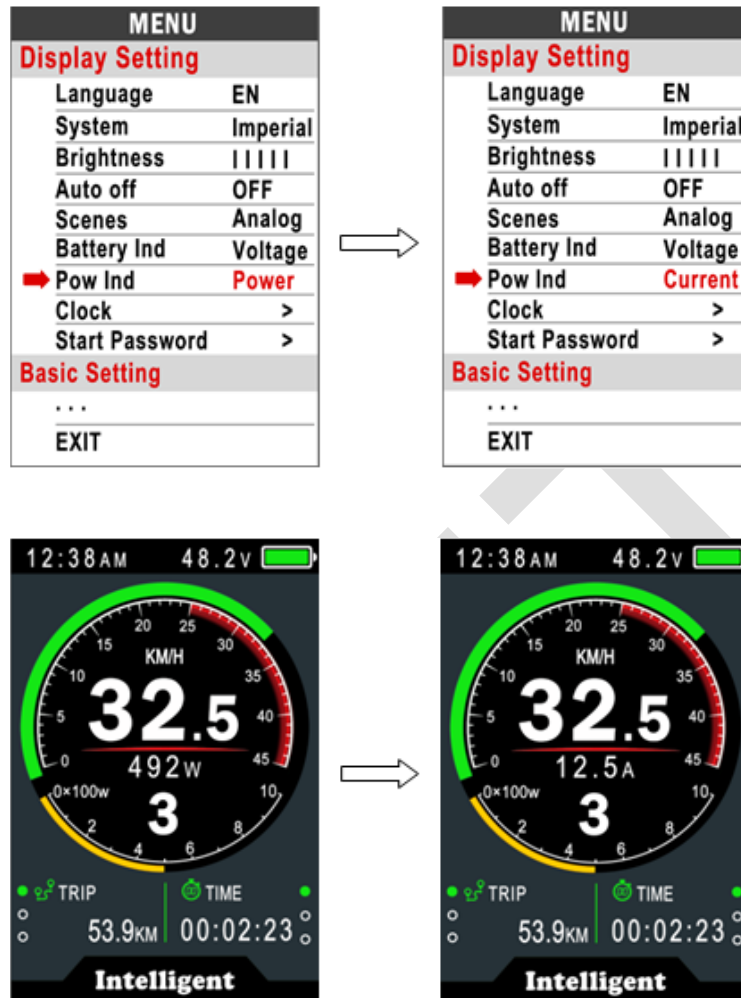 MENU
Display Setting
Language EN
System Imperial
Brightness I I I I I
Auto off OFF
Scenes Analog
Battery Ind Voltage
Pow Ind Power
Clock >
Start Password >
Basic Setting
. . .
EXIT
MENU
Display Setting
Language EN
System Imperial
Brightness I I I I I
Auto off OFF
Scenes Analog
Battery Ind Voltage
Pow Ind Current
Clock >
Start Password >
Basic Setting
. . .
EXIT
12:38AM 48.2V
0 5 10 15 20 25 30 35 40 45
KM/H
32.5
492W
0×100w 2 4 6 8 10
3
TRIP TIME
53.9KM 00:02:23
Intelligent
12:38AM 48.2V
0 5 10 15 20 25 30 35 40 45
KM/H
32.5
12.5A
0×100w 2 4 6 8 10
3
TRIP TIME
53.9KM 00:02:23
Intelligent